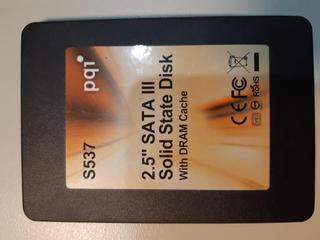 pqi
S537
2.5" SATA III
Solid State Disk
With DRAM Cache
CE FC
RoHS